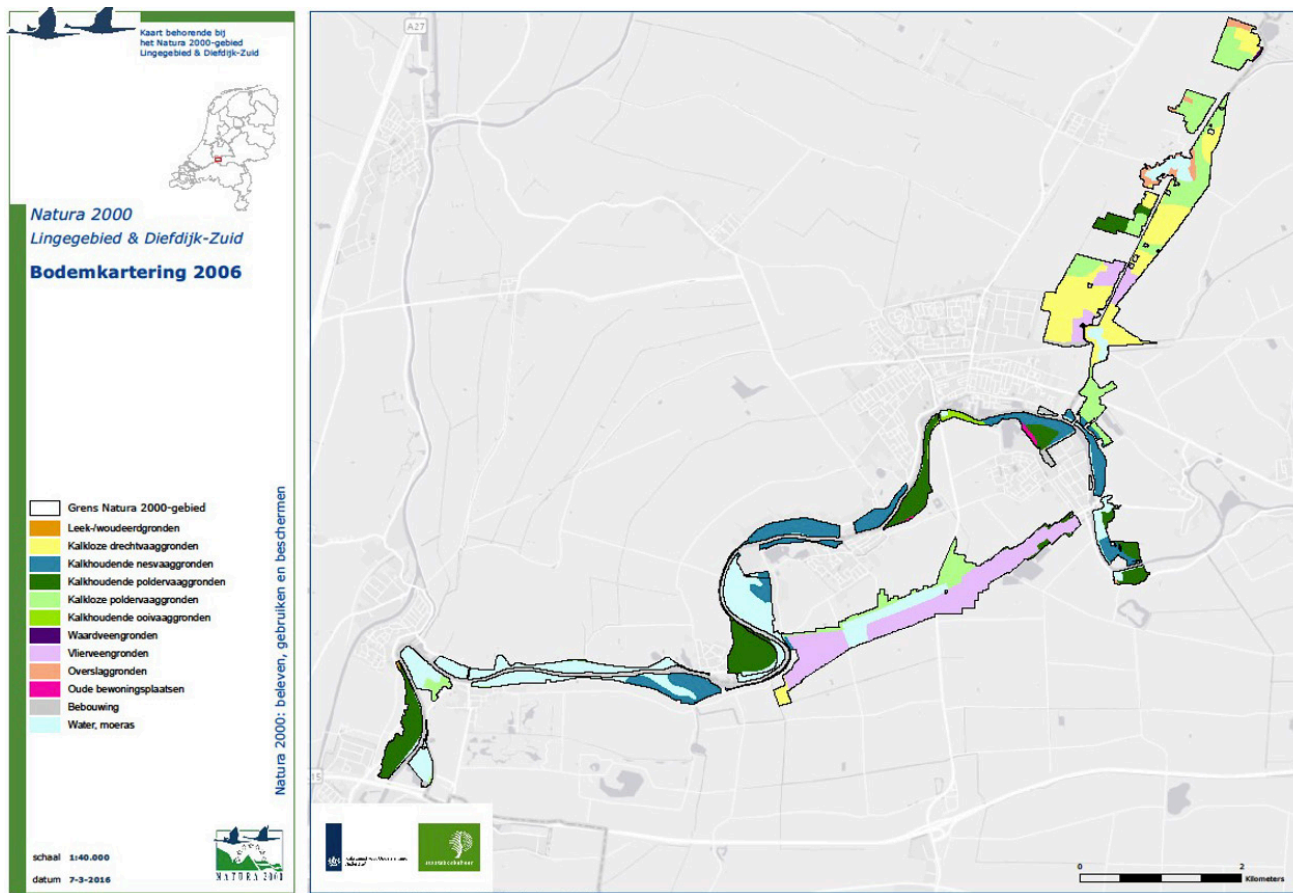 Kaart behorende bij
het Natura 2000-gebied
Lingegebied & Diefdijk-Zuid
Natura 2000
Lingegebied & Diefdijk-Zuid
Bodemkartering 2006
Grens Natura 2000-gebied
Leek-/woudeerdgronden
Kalkloze drechtvaaggronden
Kalkhoudende nesvaaggronden
Kalkhoudende poldervaaggronden
Kalkloze poldervaaggronden
Kalkhoudende ooivaaggronden
Waardveengronden
Vlierveengronden
Overslaggronden
Oude bewoningsplaatsen
Bebouwing
Water, moeras
Natura 2000: beleven, gebruiken en beschermen
schaal 1:40.000
datum 7-3-2016
NATURA 2000
A27
15
0 2
Kilometers